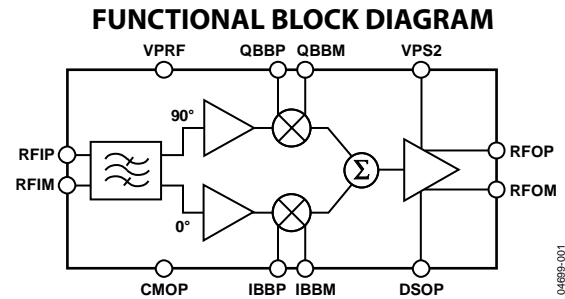 FUNCTIONAL BLOCK DIAGRAM
VPRF QBBP QBBM VPS2
90°
RFIP
RFIM
Σ
RFOP
RFOM
0°
CMOP IBBP IBBM DSOP
04699-001